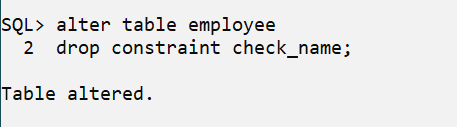 SQL> alter table employee
  2  drop constraint check_name;
Table altered.